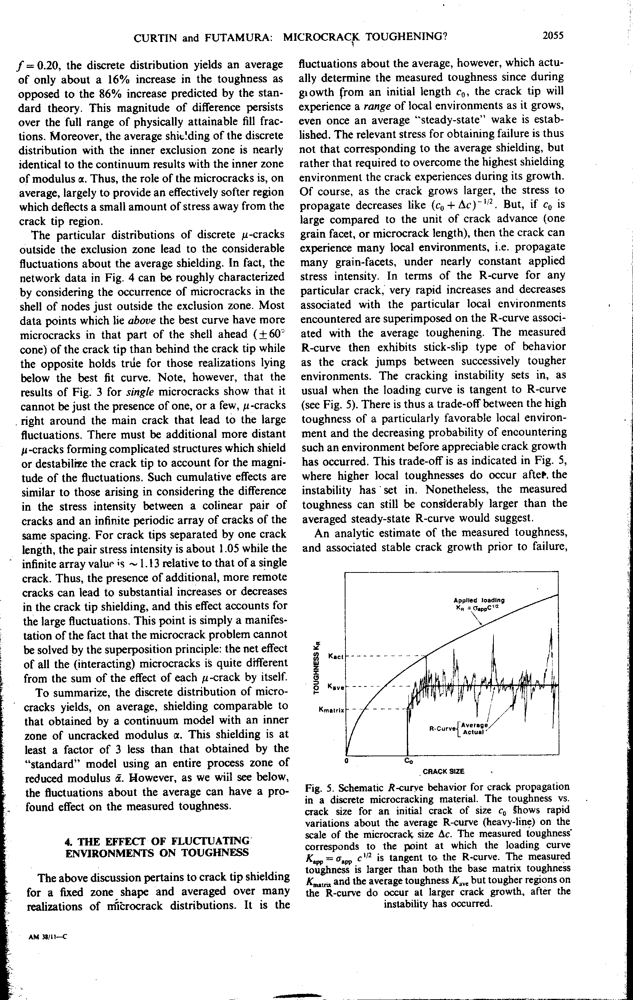 CURTIN and FUTAMURA: MICROCRACK TOUGHENING? 2055
f = 0.20, the discrete distribution yields an average
of only about a 16% increase in the toughness as
opposed to the 86% increase predicted by the stan-
dard theory. This magnitude of difference persists
over the full range of physically attainable fill frac-
tions. Moreover, the average shielding of the discrete
distribution with the inner exclusion zone is nearly
identical to the continuum results with the inner zone
of modulus α. Thus, the role of the microcracks is, on
average, largely to provide an effectively softer region
which deflects a small amount of stress away from the
crack tip region.
The particular distributions of discrete μ-cracks
outside the exclusion zone lead to the considerable
fluctuations about the average shielding. In fact, the
network data in Fig. 4 can be roughly characterized
by considering the occurrence of microcracks in the
shell of nodes just outside the exclusion zone. Most
data points which lie above the best curve have more
microcracks in that part of the shell ahead (±60°
cone) of the crack tip than behind the crack tip while
the opposite holds true for those realizations lying
below the best fit curve. Note, however, that the
results of Fig. 3 for single microcracks show that it
cannot be just the presence of one, or a few, μ-cracks
right around the main crack that lead to the large
fluctuations. There must be additional more distant
μ-cracks forming complicated structures which shield
or destabilize the crack tip to account for the magni-
tude of the fluctuations. Such cumulative effects are
similar to those arising in considering the difference
in the stress intensity between a colinear pair of
cracks and an infinite periodic array of cracks of the
same spacing. For crack tips separated by one crack
length, the pair stress intensity is about 1.05 while the
infinite array value is ~ 1.13 relative to that of a single
crack. Thus, the presence of additional, more remote
cracks can lead to substantial increases or decreases
in the crack tip shielding, and this effect accounts for
the large fluctuations. This point is simply a manifes-
tation of the fact that the microcrack problem cannot
be solved by the superposition principle: the net effect
of all the (interacting) microcracks is quite different
from the sum of the effect of each μ-crack by itself.
To summarize, the discrete distribution of micro-
cracks yields, on average, shielding comparable to
that obtained by a continuum model with an inner
zone of uncracked modulus α. This shielding is at
least a factor of 3 less than that obtained by the
“standard” model using an entire process zone of
reduced modulus ᾱ. However, as we will see below,
the fluctuations about the average can have a pro-
found effect on the measured toughness.
4. THE EFFECT OF FLUCTUATING
ENVIRONMENTS ON TOUGHNESS
The above discussion pertains to crack tip shielding
for a fixed zone shape and averaged over many
realizations of microcrack distributions. It is the
AM 38/11—C
fluctuations about the average, however, which actu-
ally determine the measured toughness since during
growth from an initial length c₀, the crack tip will
experience a range of local environments as it grows,
even once an average “steady-state” wake is estab-
lished. The relevant stress for obtaining failure is thus
not that corresponding to the average shielding, but
rather that required to overcome the highest shielding
environment the crack experiences during its growth.
Of course, as the crack grows larger, the stress to
propagate decreases like (c₀ + Δc)⁻¹ᐟ². But, if c₀ is
large compared to the unit of crack advance (one
grain facet, or microcrack length), then the crack can
experience many local environments, i.e. propagate
many grain-facets, under nearly constant applied
stress intensity. In terms of the R-curve for any
particular crack, very rapid increases and decreases
associated with the particular local environments
encountered are superimposed on the R-curve associ-
ated with the average toughening. The measured
R-curve then exhibits stick-slip type of behavior
as the crack jumps between successively tougher
environments. The cracking instability sets in, as
usual when the loading curve is tangent to R-curve
(see Fig. 5). There is thus a trade-off between the high
toughness of a particularly favorable local environ-
ment and the decreasing probability of encountering
such an environment before appreciable crack growth
has occurred. This trade-off is as indicated in Fig. 5,
where higher local toughnesses do occur after the
instability has set in. Nonetheless, the measured
toughness can still be considerably larger than the
averaged steady-state R-curve would suggest.
An analytic estimate of the measured toughness,
and associated stable crack growth prior to failure,
Applied loading
K_R = σ_app C^1/2
TOUGHNESS K_R
Kact
Kave
Kmatrix
R-Curve
Average
Actual
0
C₀
CRACK SIZE
Fig. 5. Schematic R-curve behavior for crack propagation
in a discrete microcracking material. The toughness vs.
crack size for an initial crack of size c₀ shows rapid
variations about the average R-curve (heavy-line) on the
scale of the microcrack size Δc. The measured toughness
corresponds to the point at which the loading curve
K_app = σ_app c^1/2 is tangent to the R-curve. The measured
toughness is larger than both the base matrix toughness
K_matrix and the average toughness K_ave but tougher regions on
the R-curve do occur at larger crack growth, after the
instability has occurred.